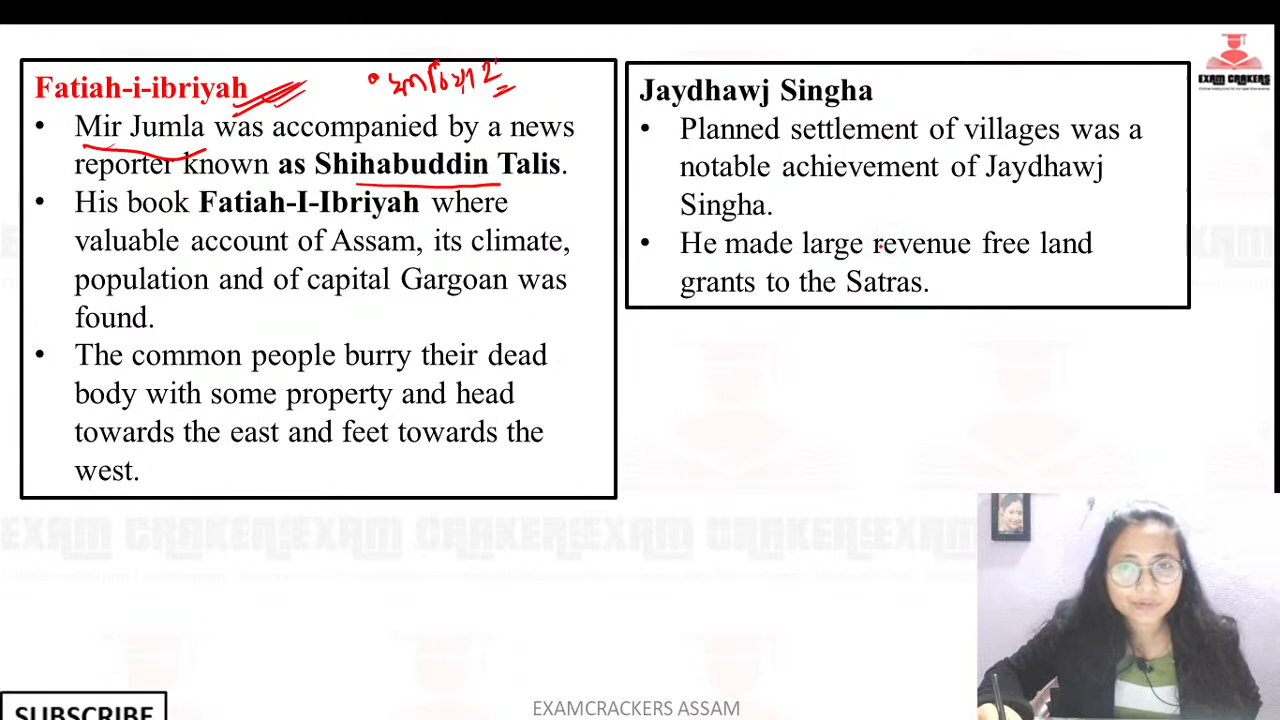 Fatiah-i-ibriyah
• Mir Jumla was accompanied by a news
reporter known as Shihabuddin Talis.
• His book Fatiah-I-Ibriyah where
valuable account of Assam, its climate,
population and of capital Gargoan was
found.
• The common people burry their dead
body with some property and head
towards the east and feet towards the
west.
Jaydhawj Singha
• Planned settlement of villages was a
notable achievement of Jaydhawj
Singha.
• He made large revenue free land
grants to the Satras.
EXAM CRAKERS
EXAM CRAKERS
SUBSCRIBE
EXAMCRACKERS ASSAM